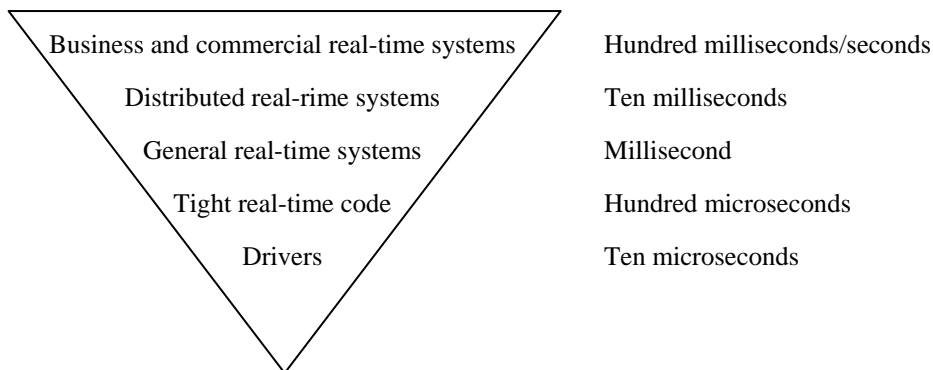 Business and commercial real-time systems Hundred milliseconds/seconds
Distributed real-rime systems Ten milliseconds
General real-time systems Millisecond
Tight real-time code Hundred microseconds
Drivers Ten microseconds